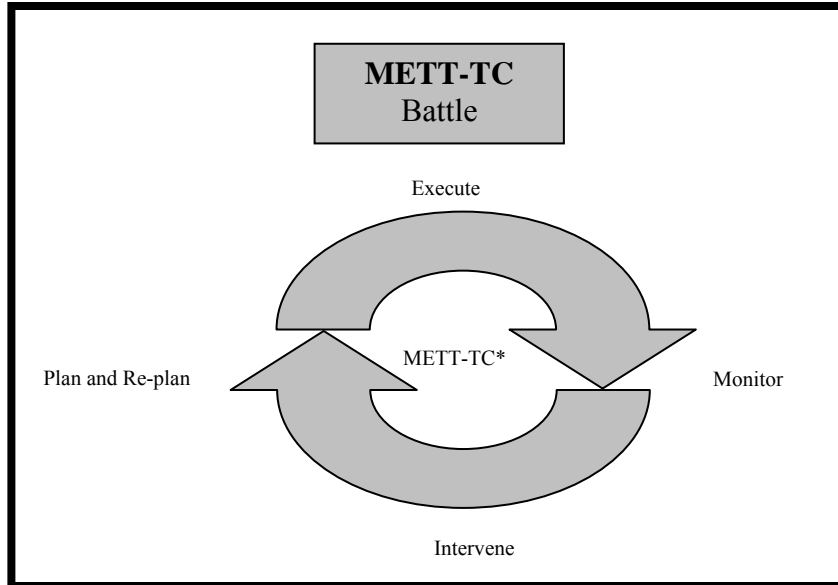 METT-TC
Battle
Execute
METT-TC*
Plan and Re-plan
Monitor
Intervene